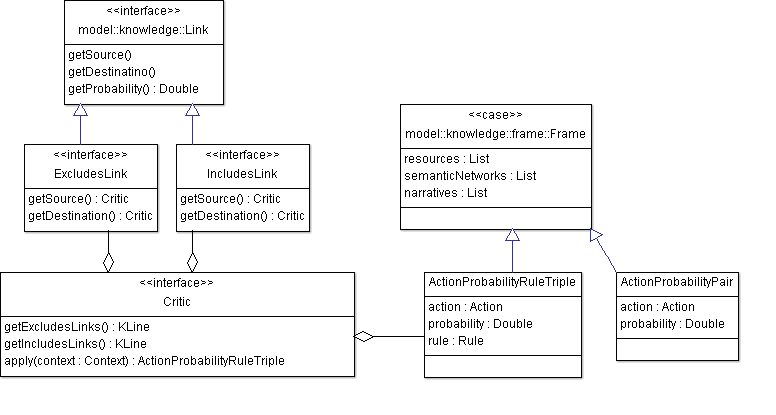 <<interface>>
model::knowledge::Link
getSource()
getDestinatino()
getProbability() : Double
<<interface>>
ExcludesLink
getSource() : Critic
getDestination() : Critic
<<interface>>
IncludesLink
getSource() : Critic
getDestination() : Critic
<<case>>
model::knowledge::frame::Frame
resources : List
semanticNetworks : List
narratives : List
<<interface>>
Critic
getExcludesLinks() : KLine
getIncludesLinks() : KLine
apply(context : Context) : ActionProbabilityRuleTriple
ActionProbabilityRuleTriple
action : Action
probability : Double
rule : Rule
ActionProbabilityPair
action : Action
probability : Double